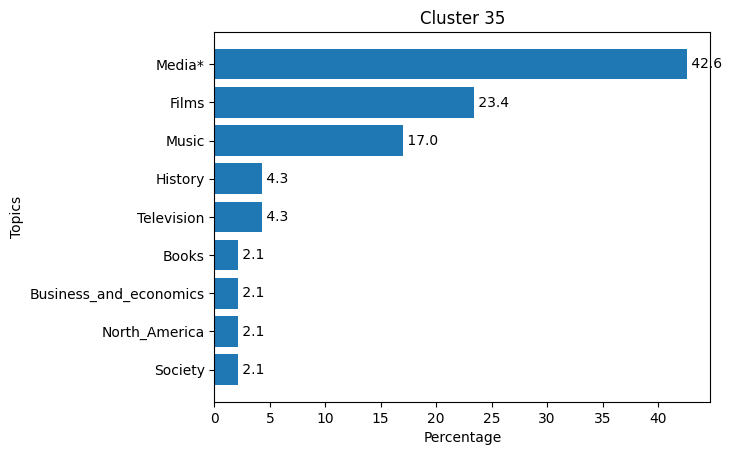 Cluster 35
Media* 42.6
Films 23.4
Music 17.0
History 4.3
Television 4.3
Books 2.1
Business_and_economics 2.1
North_America 2.1
Society 2.1
0 5 10 15 20 25 30 35 40
Percentage
Topics